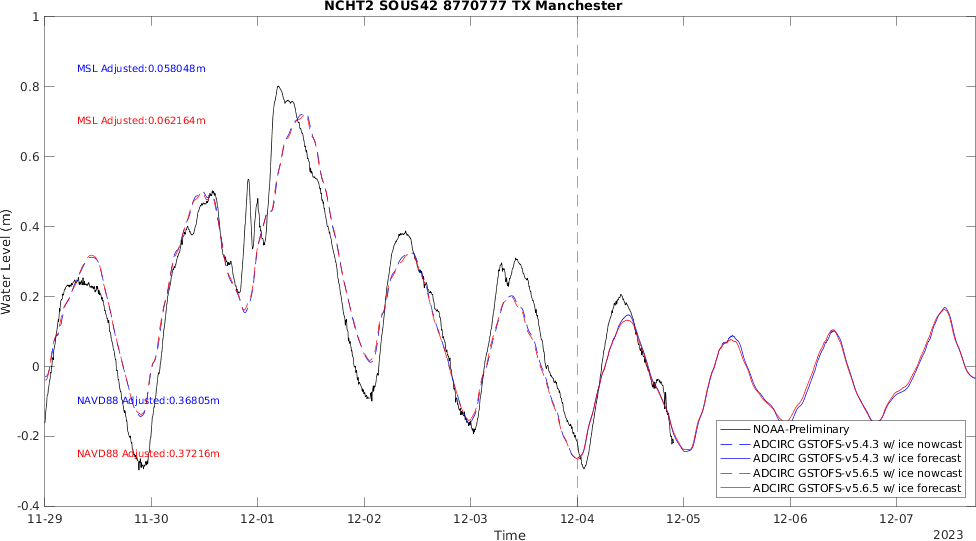 NCHT2 SOUS42 8770777 TX Manchester
1
0.8
0.6
0.4
0.2
0
-0.2
-0.4
Water Level (m)
MSL Adjusted:0.058048m
MSL Adjusted:0.062164m
NAVD88 Adjusted:0.36805m
NAVD88 Adjusted:0.37216m
NOAA-Preliminary
ADCIRC GSTOFS-v5.4.3 w/ ice nowcast
ADCIRC GSTOFS-v5.4.3 w/ ice forecast
ADCIRC GSTOFS-v5.6.5 w/ ice nowcast
ADCIRC GSTOFS-v5.6.5 w/ ice forecast
11-29 11-30 12-01 12-02 12-03 12-04 12-05 12-06 12-07
Time
2023